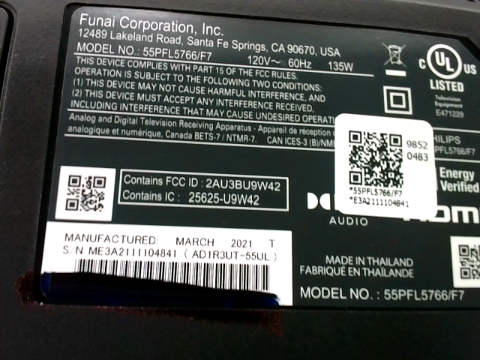 Funai Corporation, Inc.
12489 Lakeland Road, Santa Fe Springs, CA 90670, USA
MODEL NO.: 55PFL5766/F7 120V~ 60Hz 135W
THIS DEVICE COMPLIES WITH PART 15 OF THE FCC RULES.
OPERATION IS SUBJECT TO THE FOLLOWING TWO CONDITIONS:
(1) THIS DEVICE MAY NOT CAUSE HARMFUL INTERFERENCE, AND
(2) THIS DEVICE MUST ACCEPT ANY INTERFERENCE RECEIVED,
INCLUDING INTERFERENCE THAT MAY CAUSE UNDESIRED
Analog and Digital Television Receiving Apparatus - Appareil de réception
analogique et numérique, Canada BETS-7 / NTMR-7. CAN ICES-3 (B)/NM
C UL US
LISTED
Television
Equipment
E471229
9852
0483
*55PFL5766/F7
*E3A2111104841
PHILIPS
PFL5766/F7
Energy
Verified
Contains FCC ID : 2AU3BU9W42
Contains IC : 25625-U9W42
AUDIO
MANUFACTURED: MARCH 2021 T
S.N ME3A2111104841 ( AD1R3UT-55UL )
MADE IN THAILAND
FABRIQUÉ EN THAÏLANDE
MODEL NO.: 55PFL5766/F7